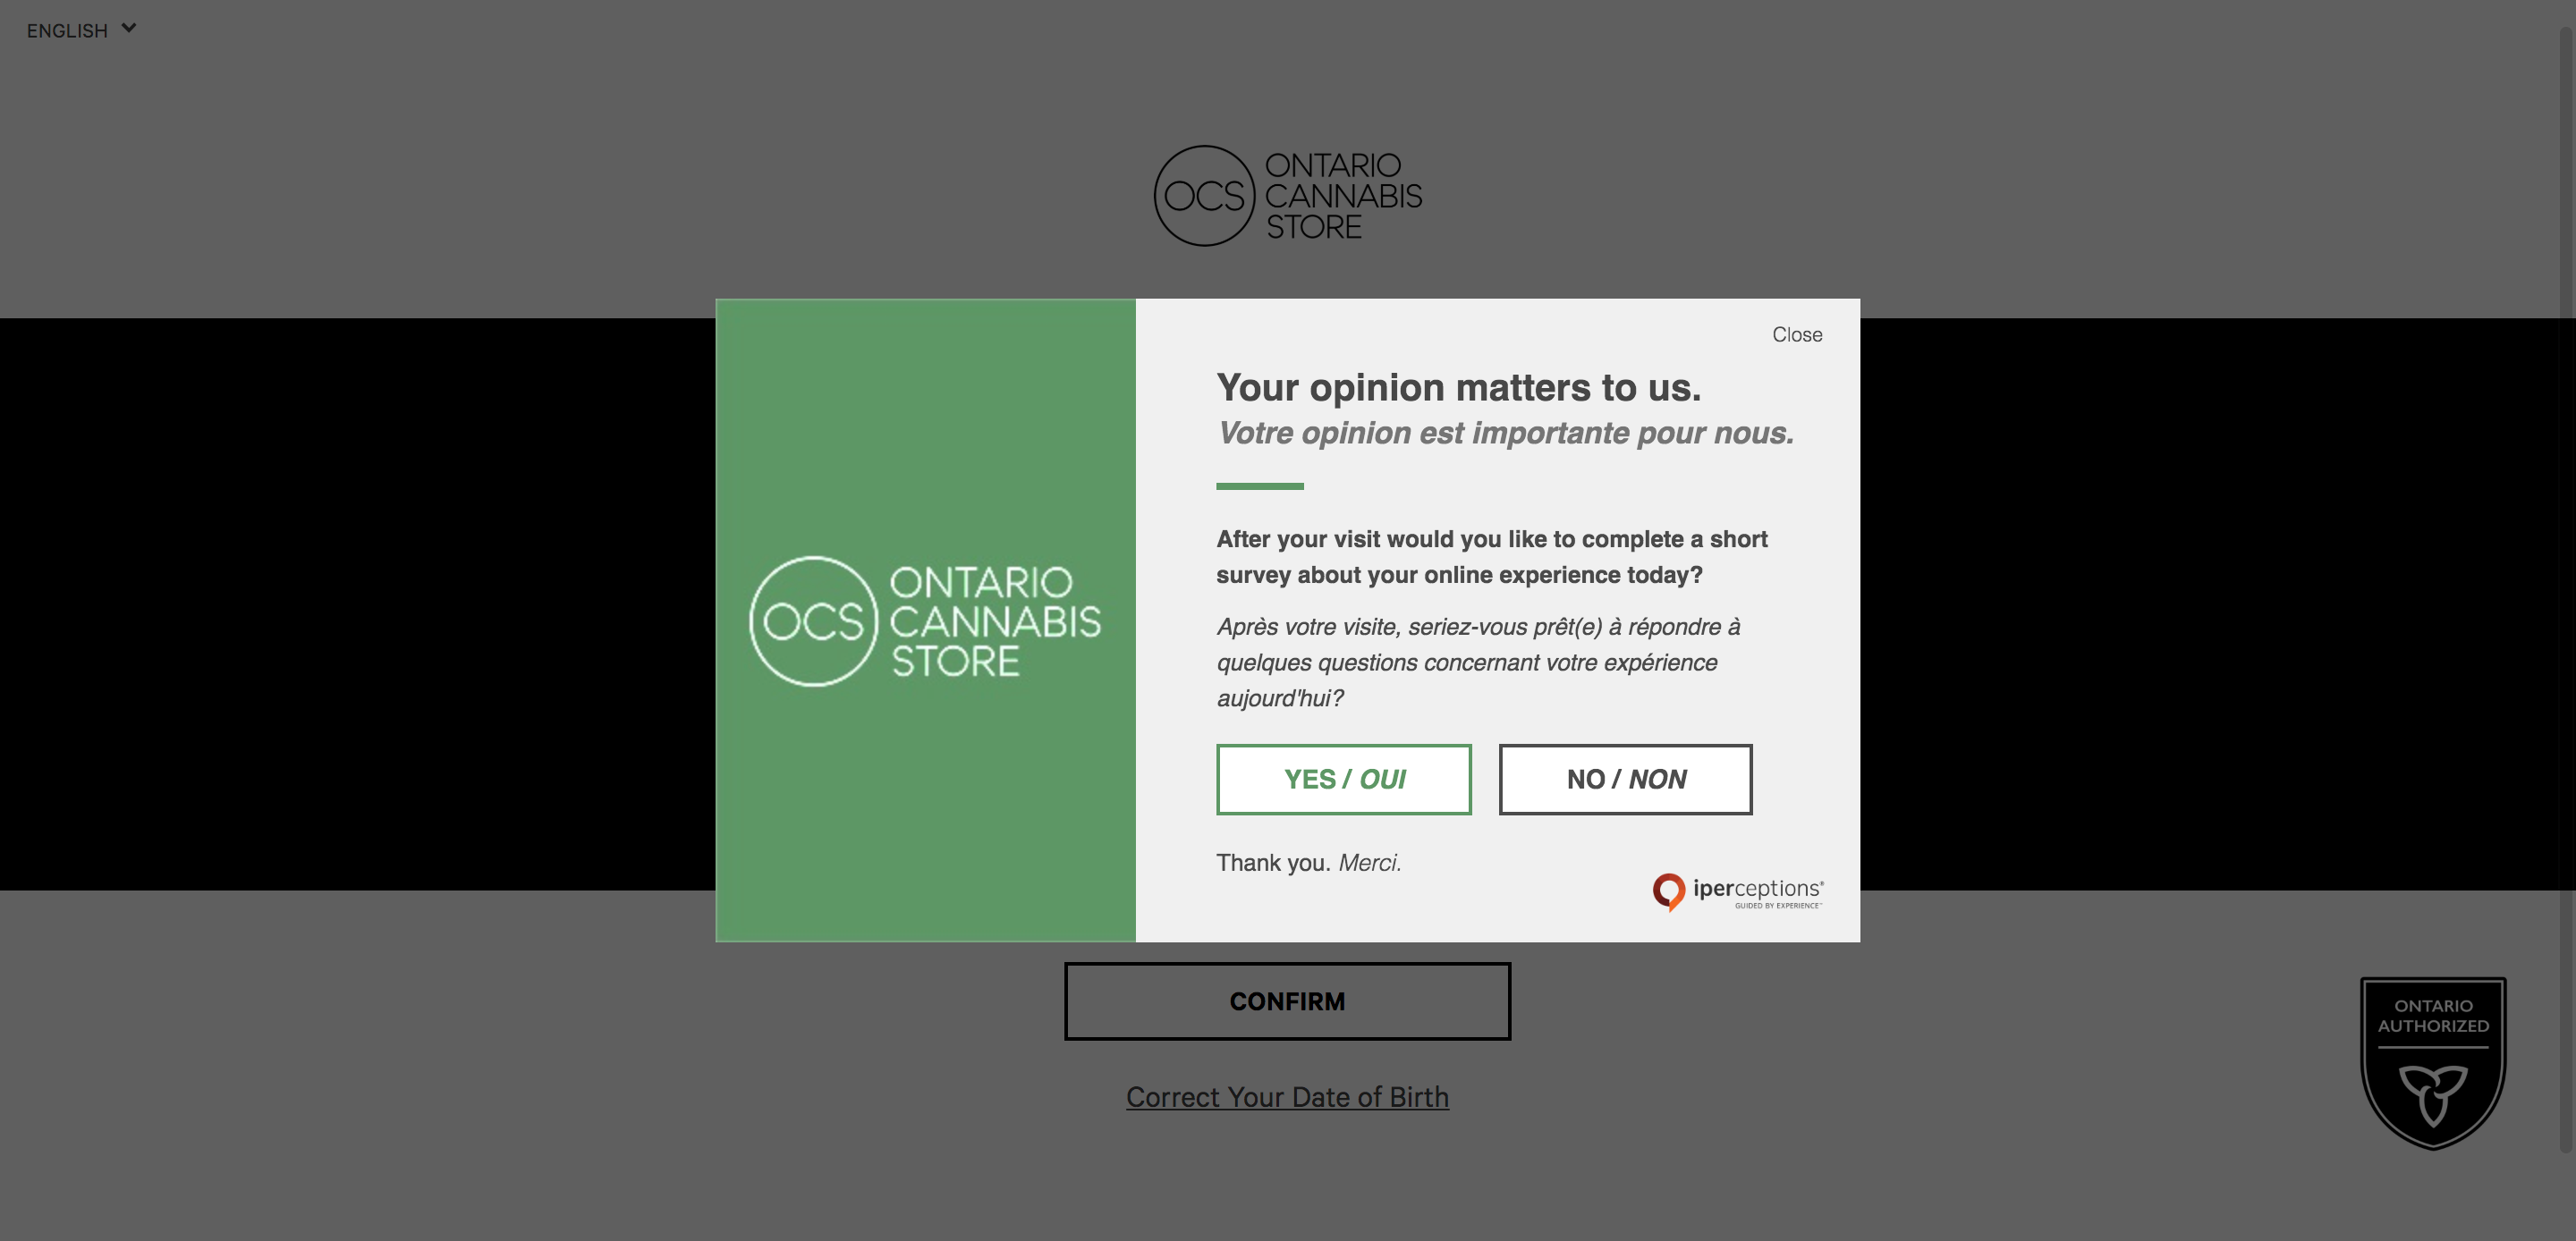 ENGLISH
OCS
ONTARIO
CANNABIS
STORE
Close
Your opinion matters to us.
Votre opinion est importante pour nous.
OCS
ONTARIO
CANNABIS
STORE
After your visit would you like to complete a short
survey about your online experience today?
Après votre visite, seriez-vous prêt(e) à répondre à
quelques questions concernant votre expérience
aujourd'hui?
YES / OUI
NO / NON
Thank you. Merci.
iperceptions®
GUIDED BY EXPERIENCE™
CONFIRM
Correct Your Date of Birth
ONTARIO
AUTHORIZED